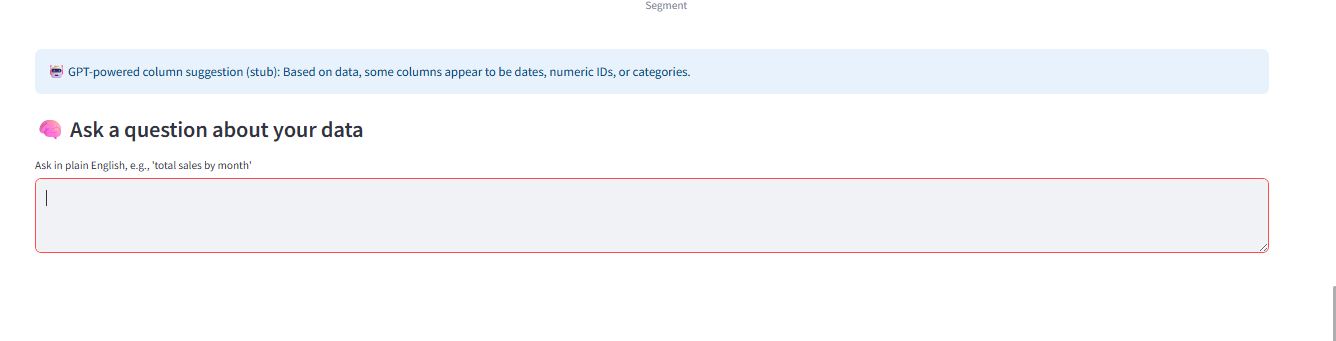 Segment
GPT-powered column suggestion (stub): Based on data, some columns appear to be dates, numeric IDs, or categories.
Ask a question about your data
Ask in plain English, e.g., 'total sales by month'